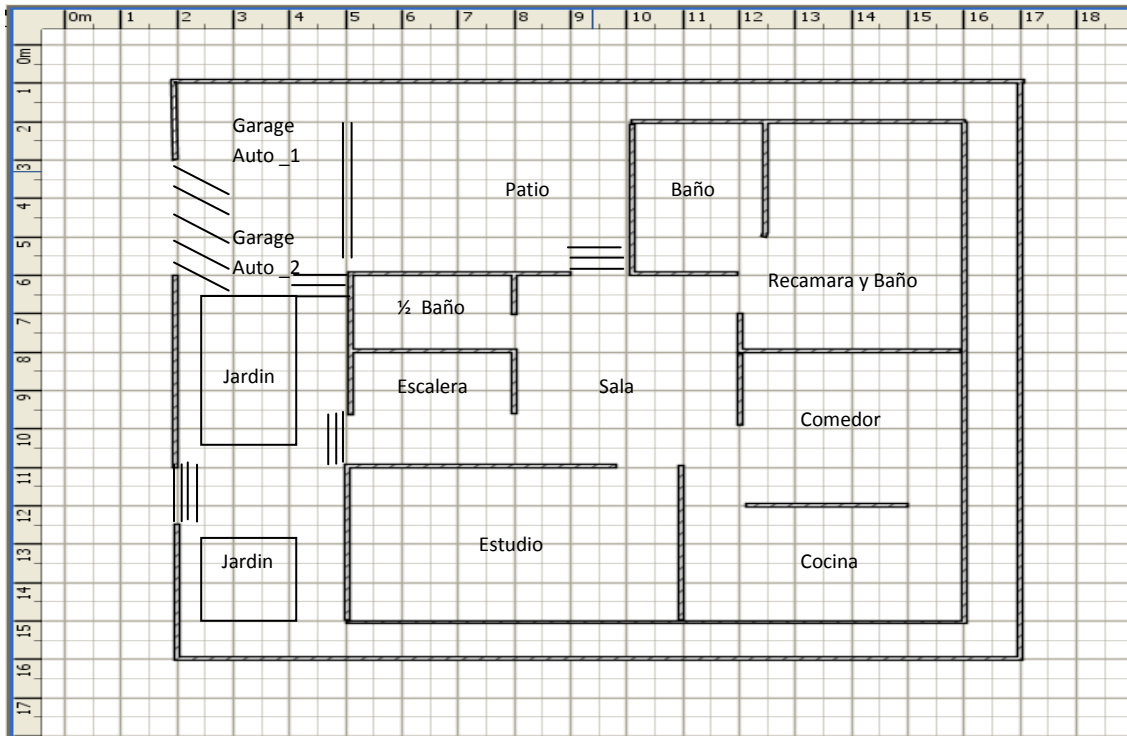 0m 1 2 3 4 5 6 7 8 9 10 11 12 13 14 15 16 17 18
0m
1
2
3
4
5
6
7
8
9
10
11
12
13
14
15
16
17
Garage
Auto _1
Patio
Baño
Garage
Auto _2
Recamara y Baño
½ Baño
Jardin
Escalera
Sala
Comedor
Estudio
Jardin
Cocina